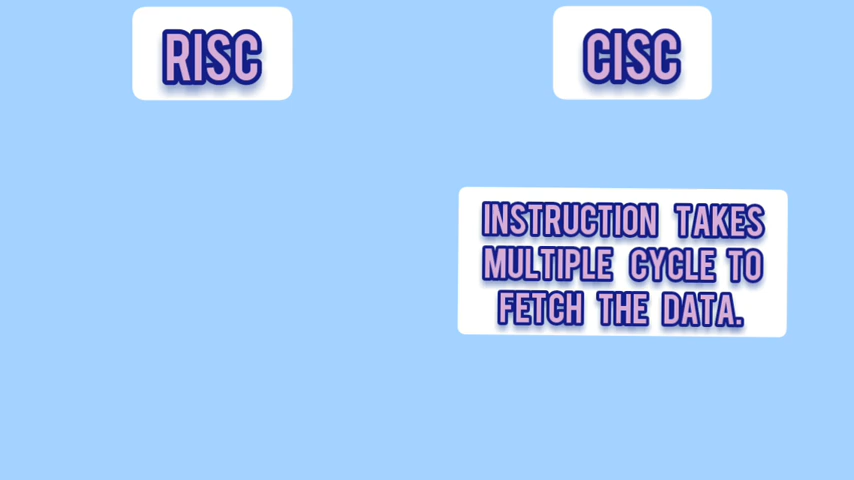 RISC
CISC
INSTRUCTION TAKES
MULTIPLE CYCLE TO
FETCH THE DATA.